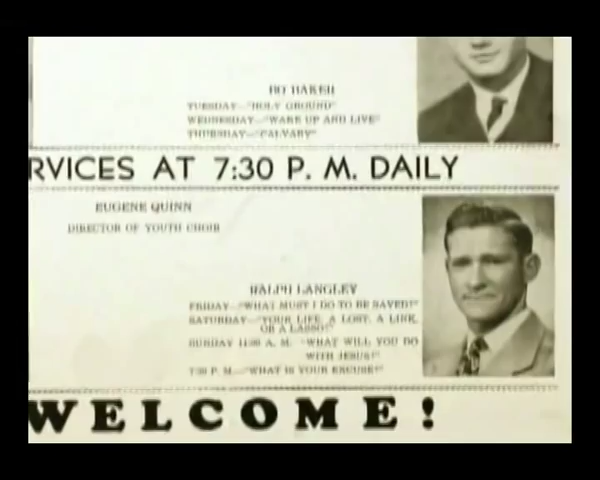 BO BAKER
TUESDAY—"HOLY GROUND"
WEDNESDAY—"WAKE UP AND LIVE"
THURSDAY—"CALVARY"
RVICES AT 7:30 P. M. DAILY
EUGENE QUINN
DIRECTOR OF YOUTH CHOIR
RALPH LANGLEY
FRIDAY—"WHAT MUST I DO TO BE SAVED?"
SATURDAY—"YOUR LIFE, A LOST, A LINK,
OR A LASSO?"
SUNDAY 11:00 A. M. "WHAT WILL YOU DO
WITH JESUS?"
7:30 P. M.—"WHAT IS YOUR EXCUSE?"
WELCOME!